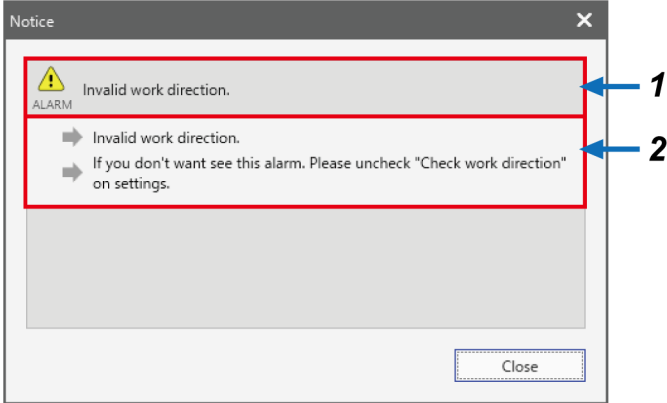 Notice
Invalid work direction.
ALARM
1
Invalid work direction.
2
If you don't want see this alarm. Please uncheck "Check work direction"
on settings.
Close